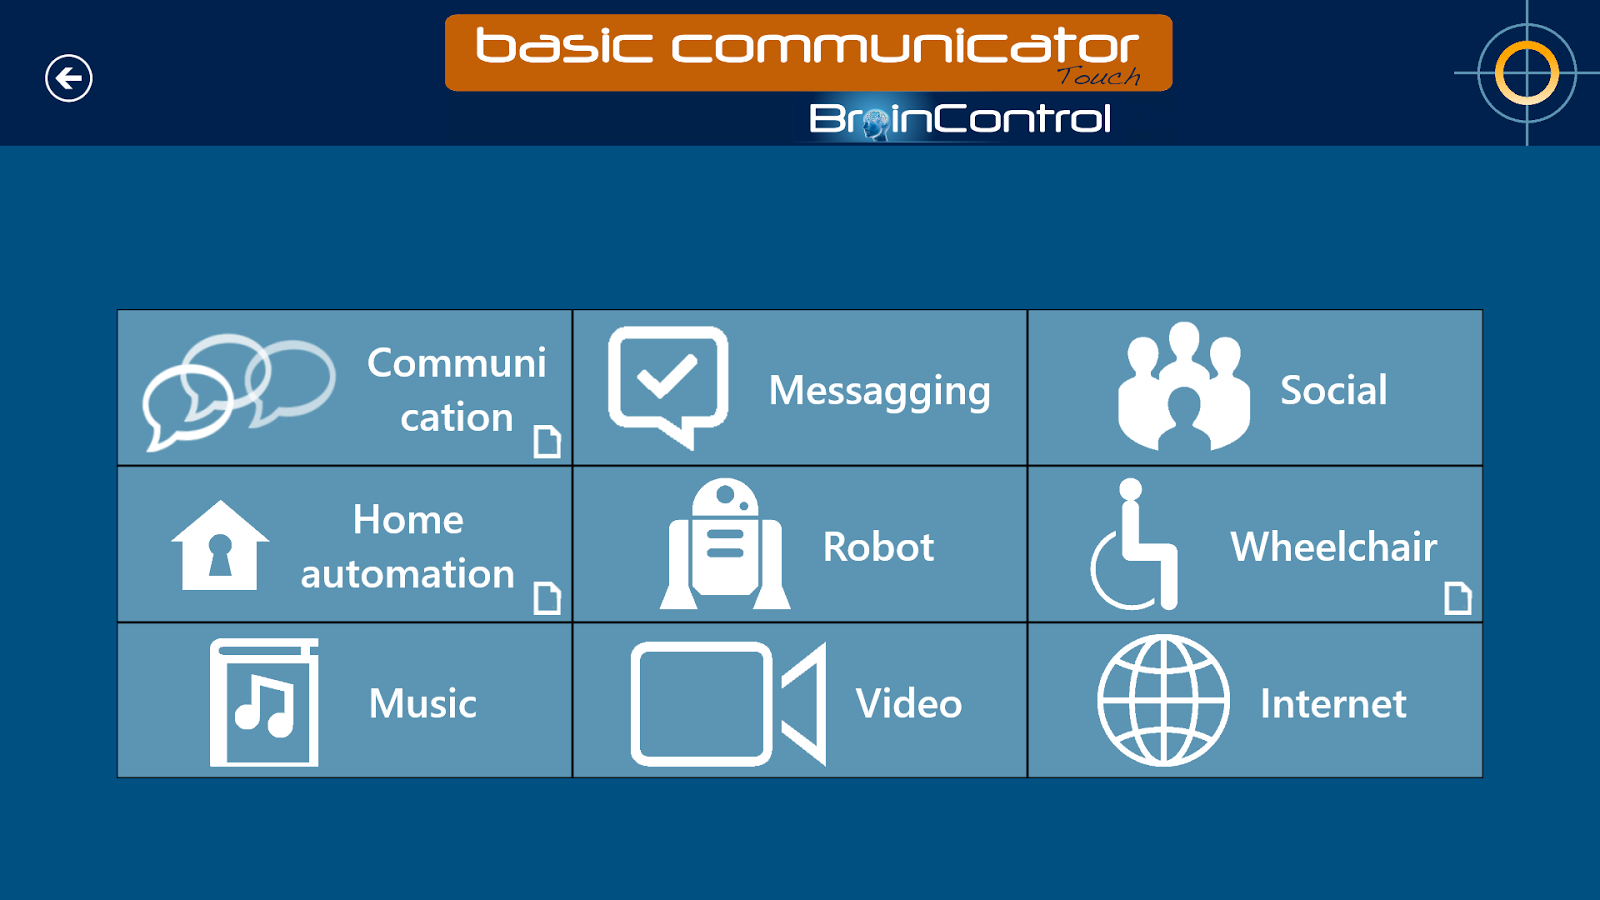 basic communicator
Touch
BrainControl
Communi
cation
Messagging
Social
Home
automation
Robot
Wheelchair
Music
Video
Internet